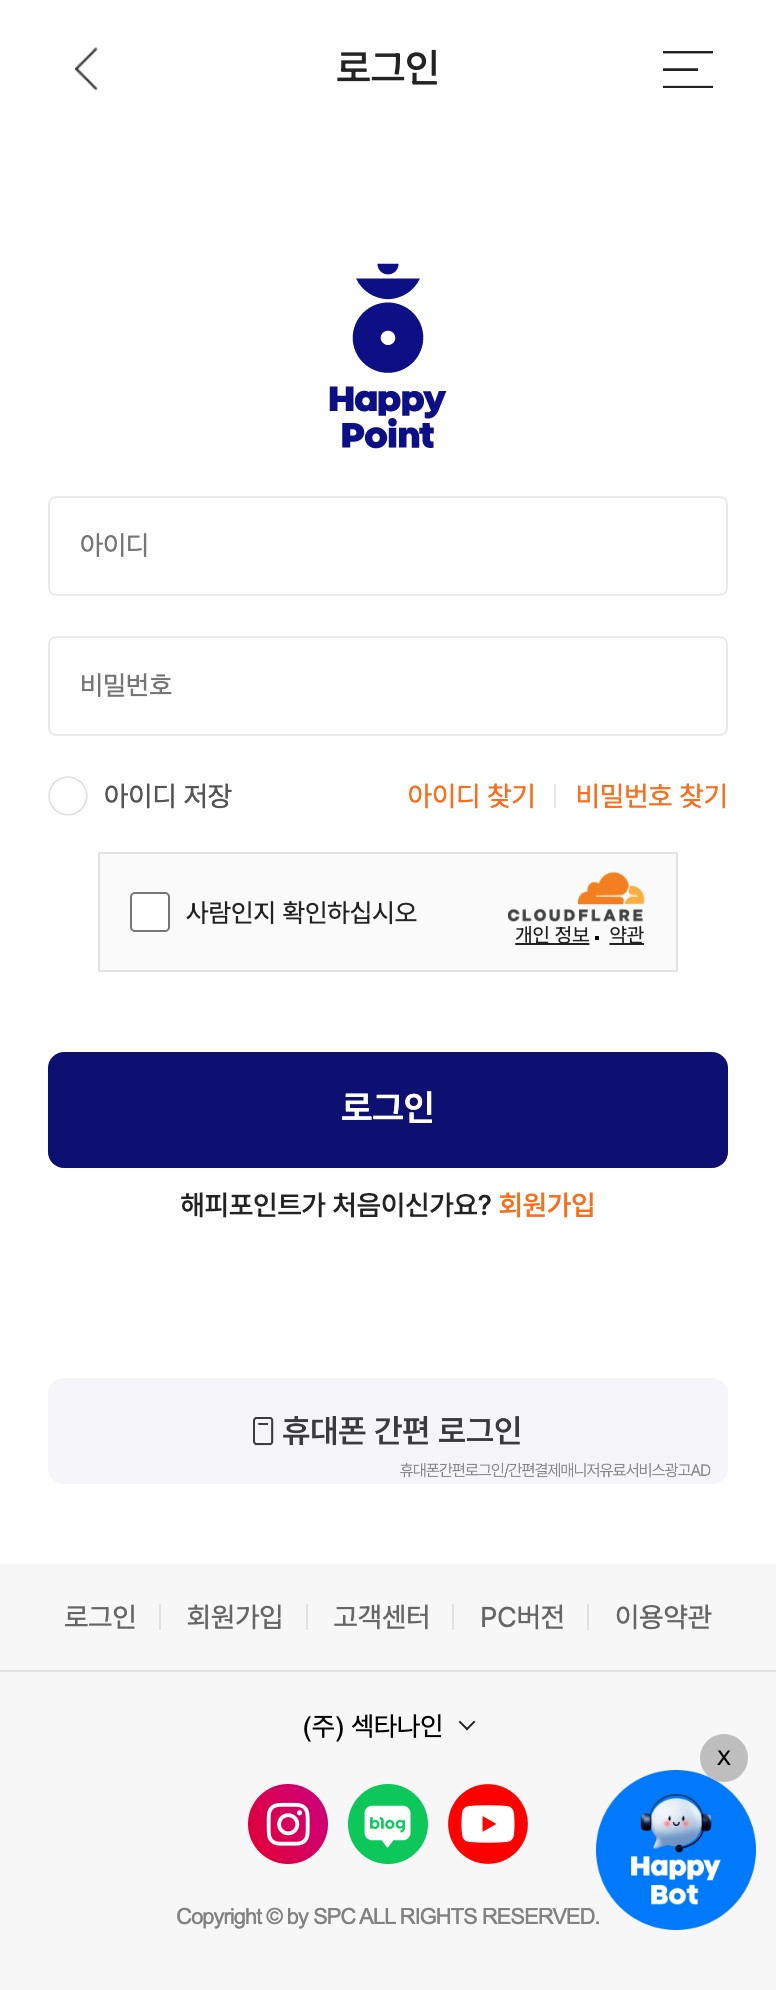 로그인
Happy
Point
아이디
비밀번호
아이디 저장
아이디 찾기
비밀번호 찾기
사람인지 확인하십시오
CLOUDFLARE
개인 정보 • 약관
로그인
해피포인트가 처음이신가요? 회원가입
휴대폰 간편 로그인
휴대폰간편로그인/간편결제매니저유료서비스광고AD
로그인
회원가입
고객센터
PC버전
이용약관
(주) 섹타나인
X
blog
Happy
Bot
Copyright © by SPC ALL RIGHTS RESERVED.